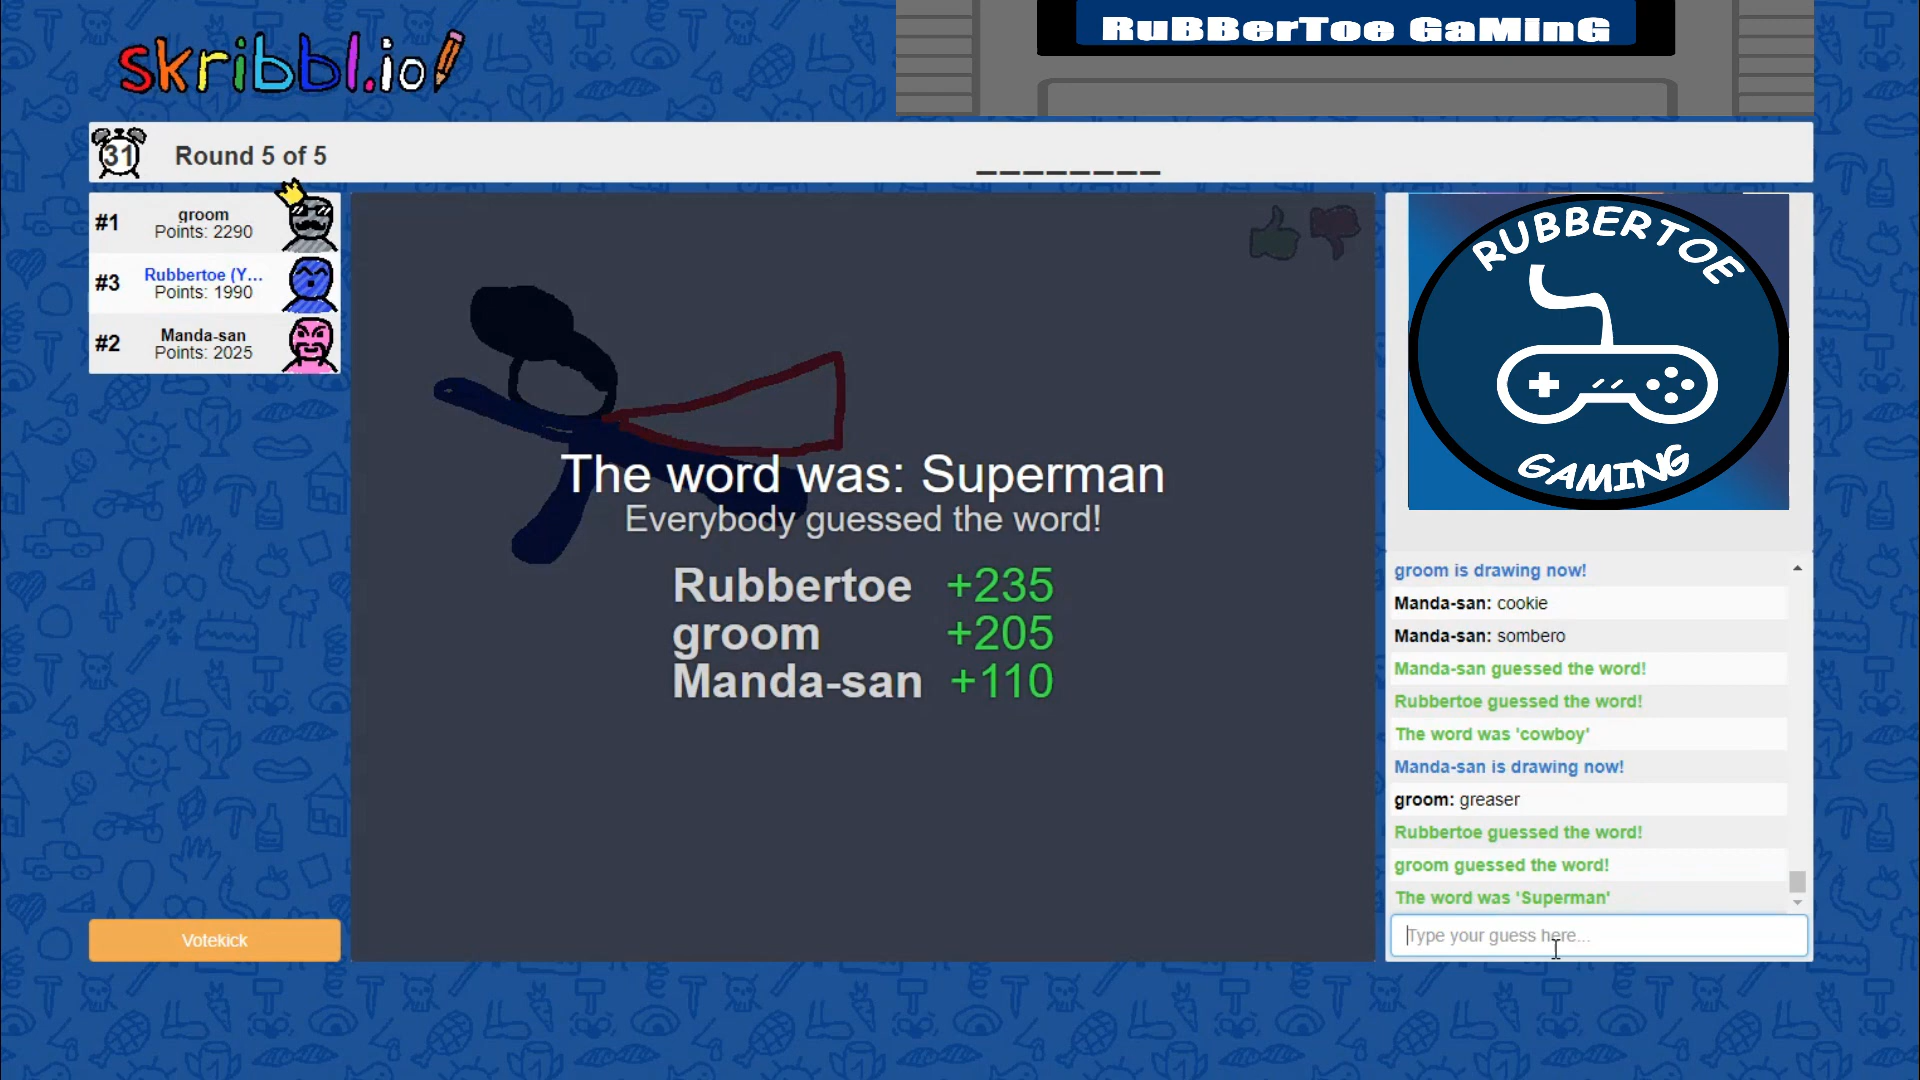 RuBBerToe GaMinG
skribbl.io
31
Round 5 of 5
________
#1
groom
Points: 2290
#3
Rubbertoe (Y...
Points: 1990
#2
Manda-san
Points: 2025
The word was: Superman
Everybody guessed the word!
Rubbertoe +235
groom +205
Manda-san +110
RUBBERTOE
GAMING
groom is drawing now!
Manda-san: cookie
Manda-san: sombero
Manda-san guessed the word!
Rubbertoe guessed the word!
The word was 'cowboy'
Manda-san is drawing now!
groom: greaser
Rubbertoe guessed the word!
groom guessed the word!
The word was 'Superman'
Type your guess here...
Votekick